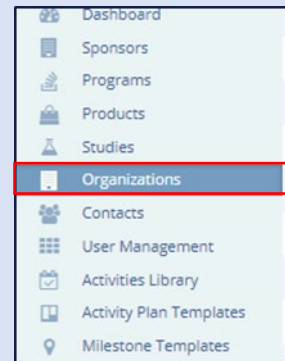 Dashboard
Sponsors
Programs
Products
Studies
Organizations
Contacts
User Management
Activities Library
Activity Plan Templates
Milestone Templates